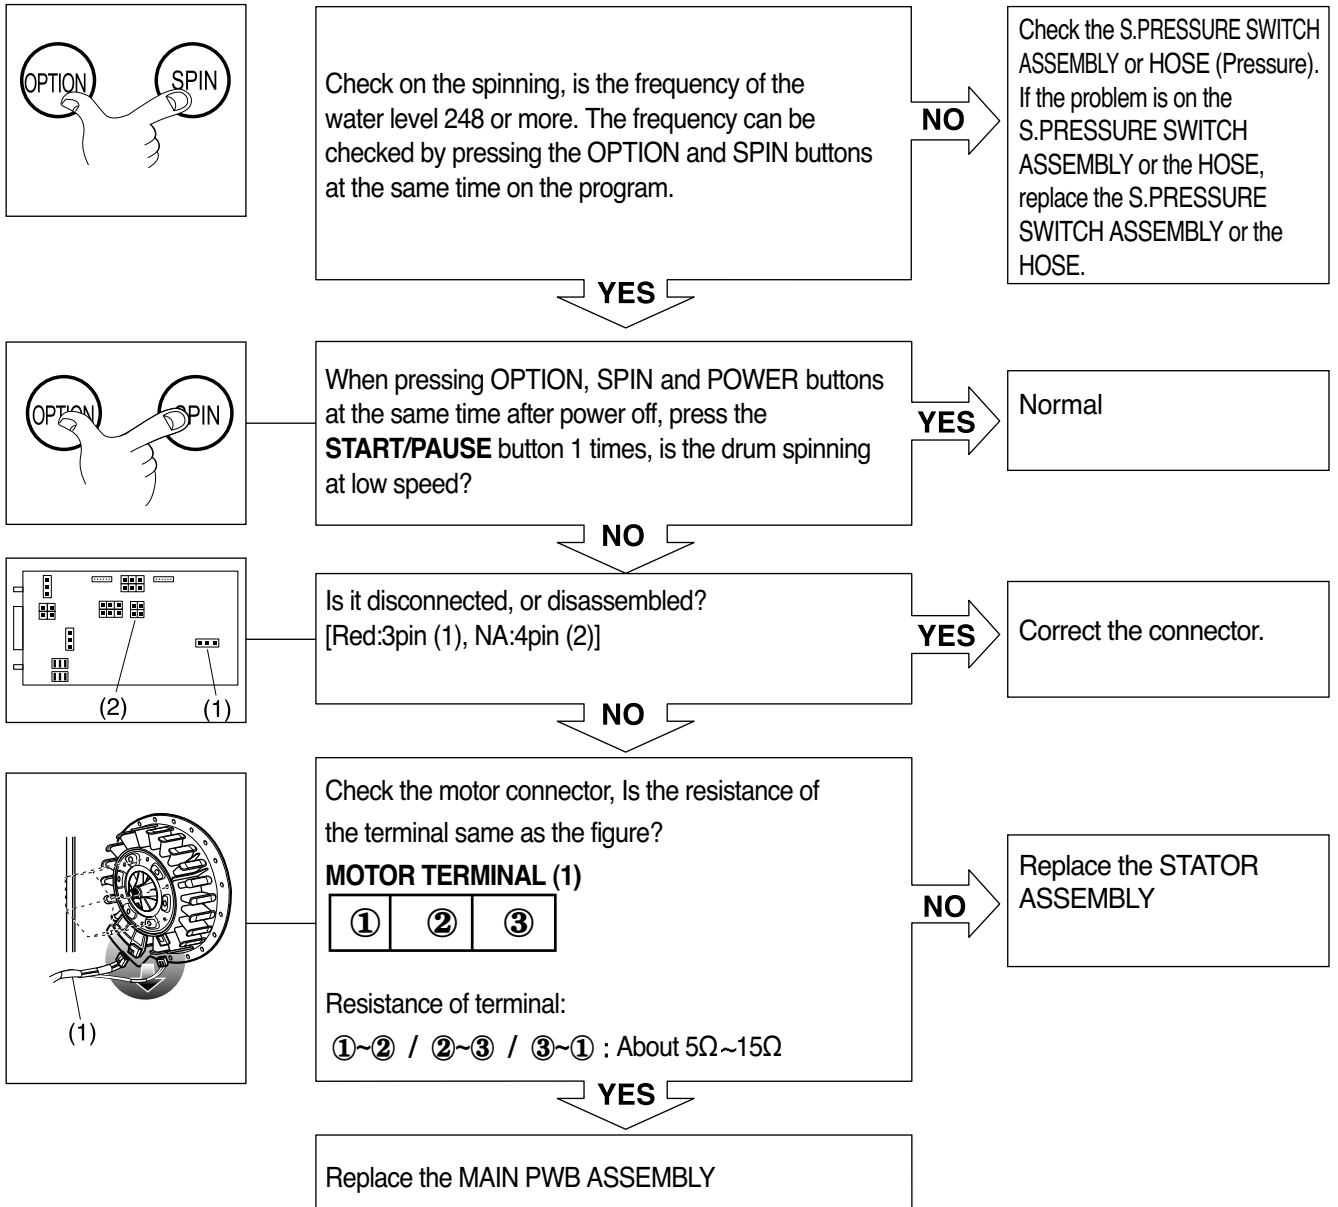 OPTION
SPIN
Check on the spinning, is the frequency of the
water level 248 or more. The frequency can be
checked by pressing the OPTION and SPIN buttons
at the same time on the program.
NO
Check the S.PRESSURE SWITCH
ASSEMBLY or HOSE (Pressure).
If the problem is on the
S.PRESSURE SWITCH
ASSEMBLY or the HOSE,
replace the S.PRESSURE
SWITCH ASSEMBLY or the
HOSE.
YES
OPTION
SPIN
When pressing OPTION, SPIN and POWER buttons
at the same time after power off, press the
START/PAUSE button 1 times, is the drum spinning
at low speed?
YES
Normal
NO
(2)
(1)
Is it disconnected, or disassembled?
[Red:3pin (1), NA:4pin (2)]
YES
Correct the connector.
NO
(1)
Check the motor connector, Is the resistance of
the terminal same as the figure?
MOTOR TERMINAL (1)
① ② ③
Resistance of terminal:
①~② / ②~③ / ③~① : About 5Ω~15Ω
NO
Replace the STATOR
ASSEMBLY
YES
Replace the MAIN PWB ASSEMBLY